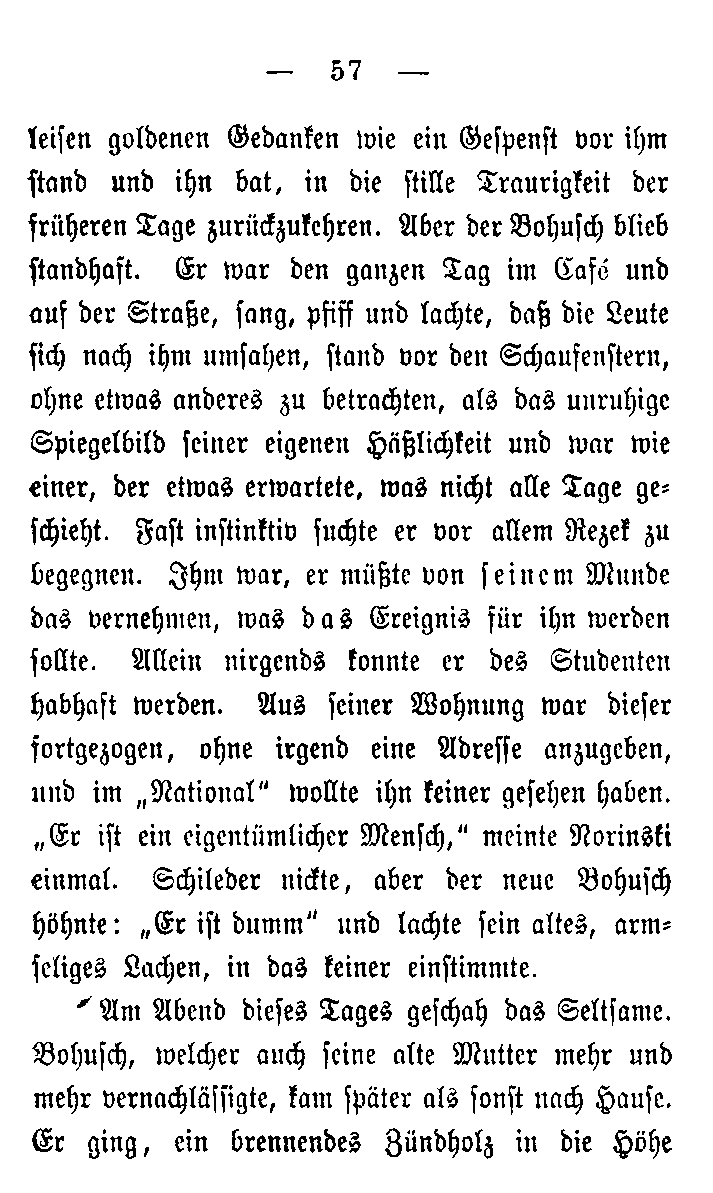 — 57 —
leisen goldenen Gedanken wie ein Gespenst vor ihm
stand und ihn bat, in die stille Traurigkeit der
früheren Tage zurückzukehren. Aber der Bohusch blieb
standhaft. Er war den ganzen Tag im Café und
auf der Straße, sang, pfiff und lachte, daß die Leute
sich nach ihm umsahen, stand vor den Schaufenstern,
ohne etwas anderes zu betrachten, als das unruhige
Spiegelbild seiner eigenen Häßlichkeit und war wie
einer, der etwas erwartete, was nicht alle Tage ge-
schieht. Fast instinktiv suchte er vor allem Rezek zu
begegnen. Ihm war, er müßte von seinem Munde
das vernehmen, was das Ereignis für ihn werden
sollte. Allein nirgends konnte er des Studenten
habhaft werden. Aus seiner Wohnung war dieser
fortgezogen, ohne irgend eine Adresse anzugeben,
und im „National“ wollte ihn keiner gesehen haben.
„Er ist ein eigentümlicher Mensch,“ meinte Norinski
einmal. Schileder nickte, aber der neue Bohusch
höhnte: „Er ist dumm“ und lachte sein altes, arm-
seliges Lachen, in das keiner einstimmte.
Am Abend dieses Tages geschah das Seltsame.
Bohusch, welcher auch seine alte Mutter mehr und
mehr vernachlässigte, kam später als sonst nach Hause.
Er ging, ein brennendes Zündholz in die Höhe